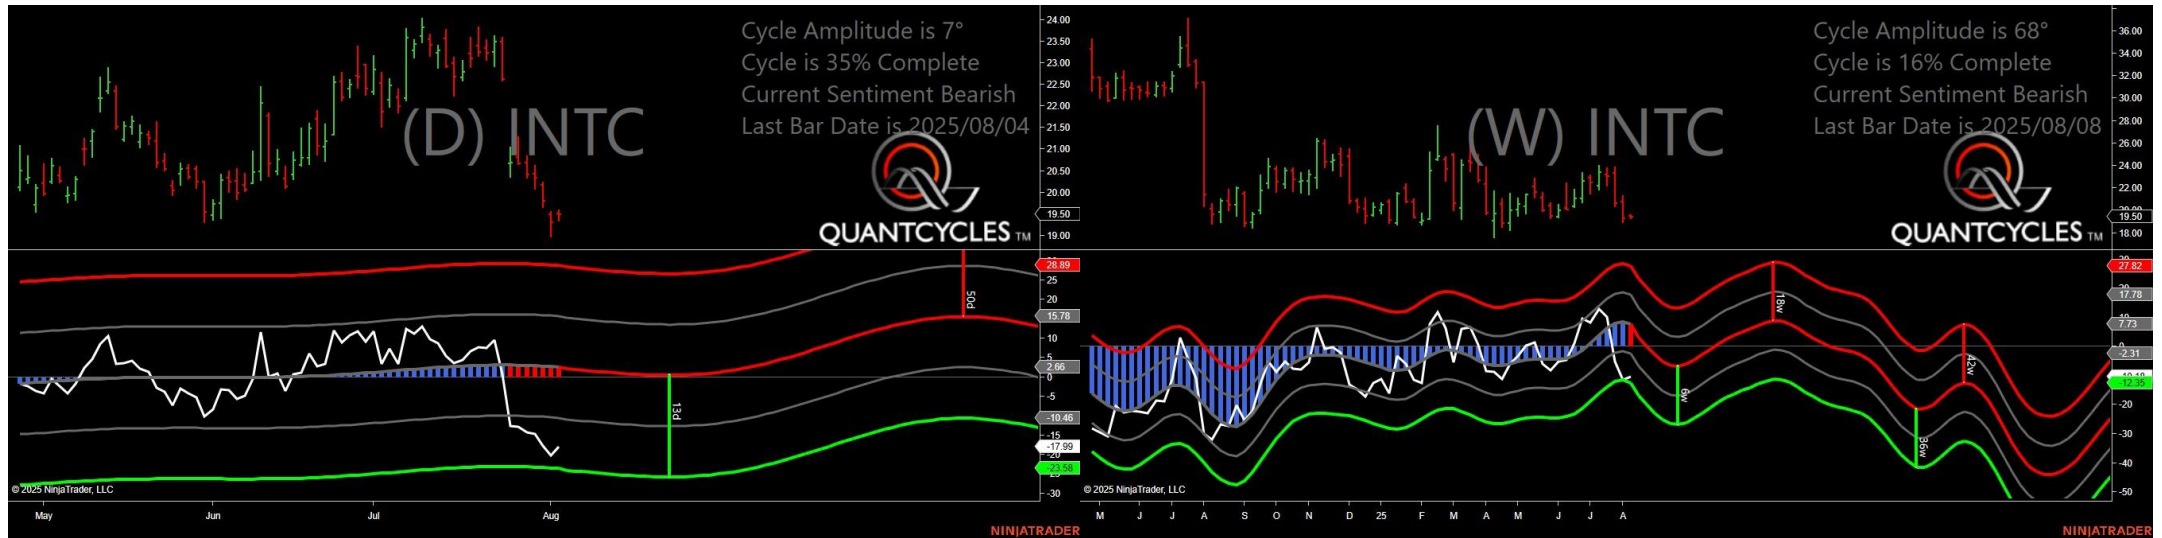 Cycle Amplitude is 7°
Cycle is 35% Complete
Current Sentiment Bearish
Last Bar Date is 2025/08/04
(D) INTC
QUANTCYCLES TM
24.00
23.50
23.00
22.50
22.00
21.50
21.00
20.50
20.00
19.50
19.00
28.89
25
20
15.78
10
5
2.66
0
-5
-10.46
-15
-17.99
-23.58
-30
50d
13d
© 2025 NinjaTrader, LLC
May Jun Jul Aug
NINJATRADER
Cycle Amplitude is 68°
Cycle is 16% Complete
Current Sentiment Bearish
Last Bar Date is 2025/08/08
(W) INTC
QUANTCYCLES TM
36.00
34.00
32.00
30.00
28.00
26.00
24.00
22.00
19.50
18.00
27.82
17.78
7.73
-2.31
-12.35
-20
-30
-40
-50
18w
6w
42w
36w
© 2025 NinjaTrader, LLC
M J J A S O N D 25 F M A M J J A
NINJATRADER